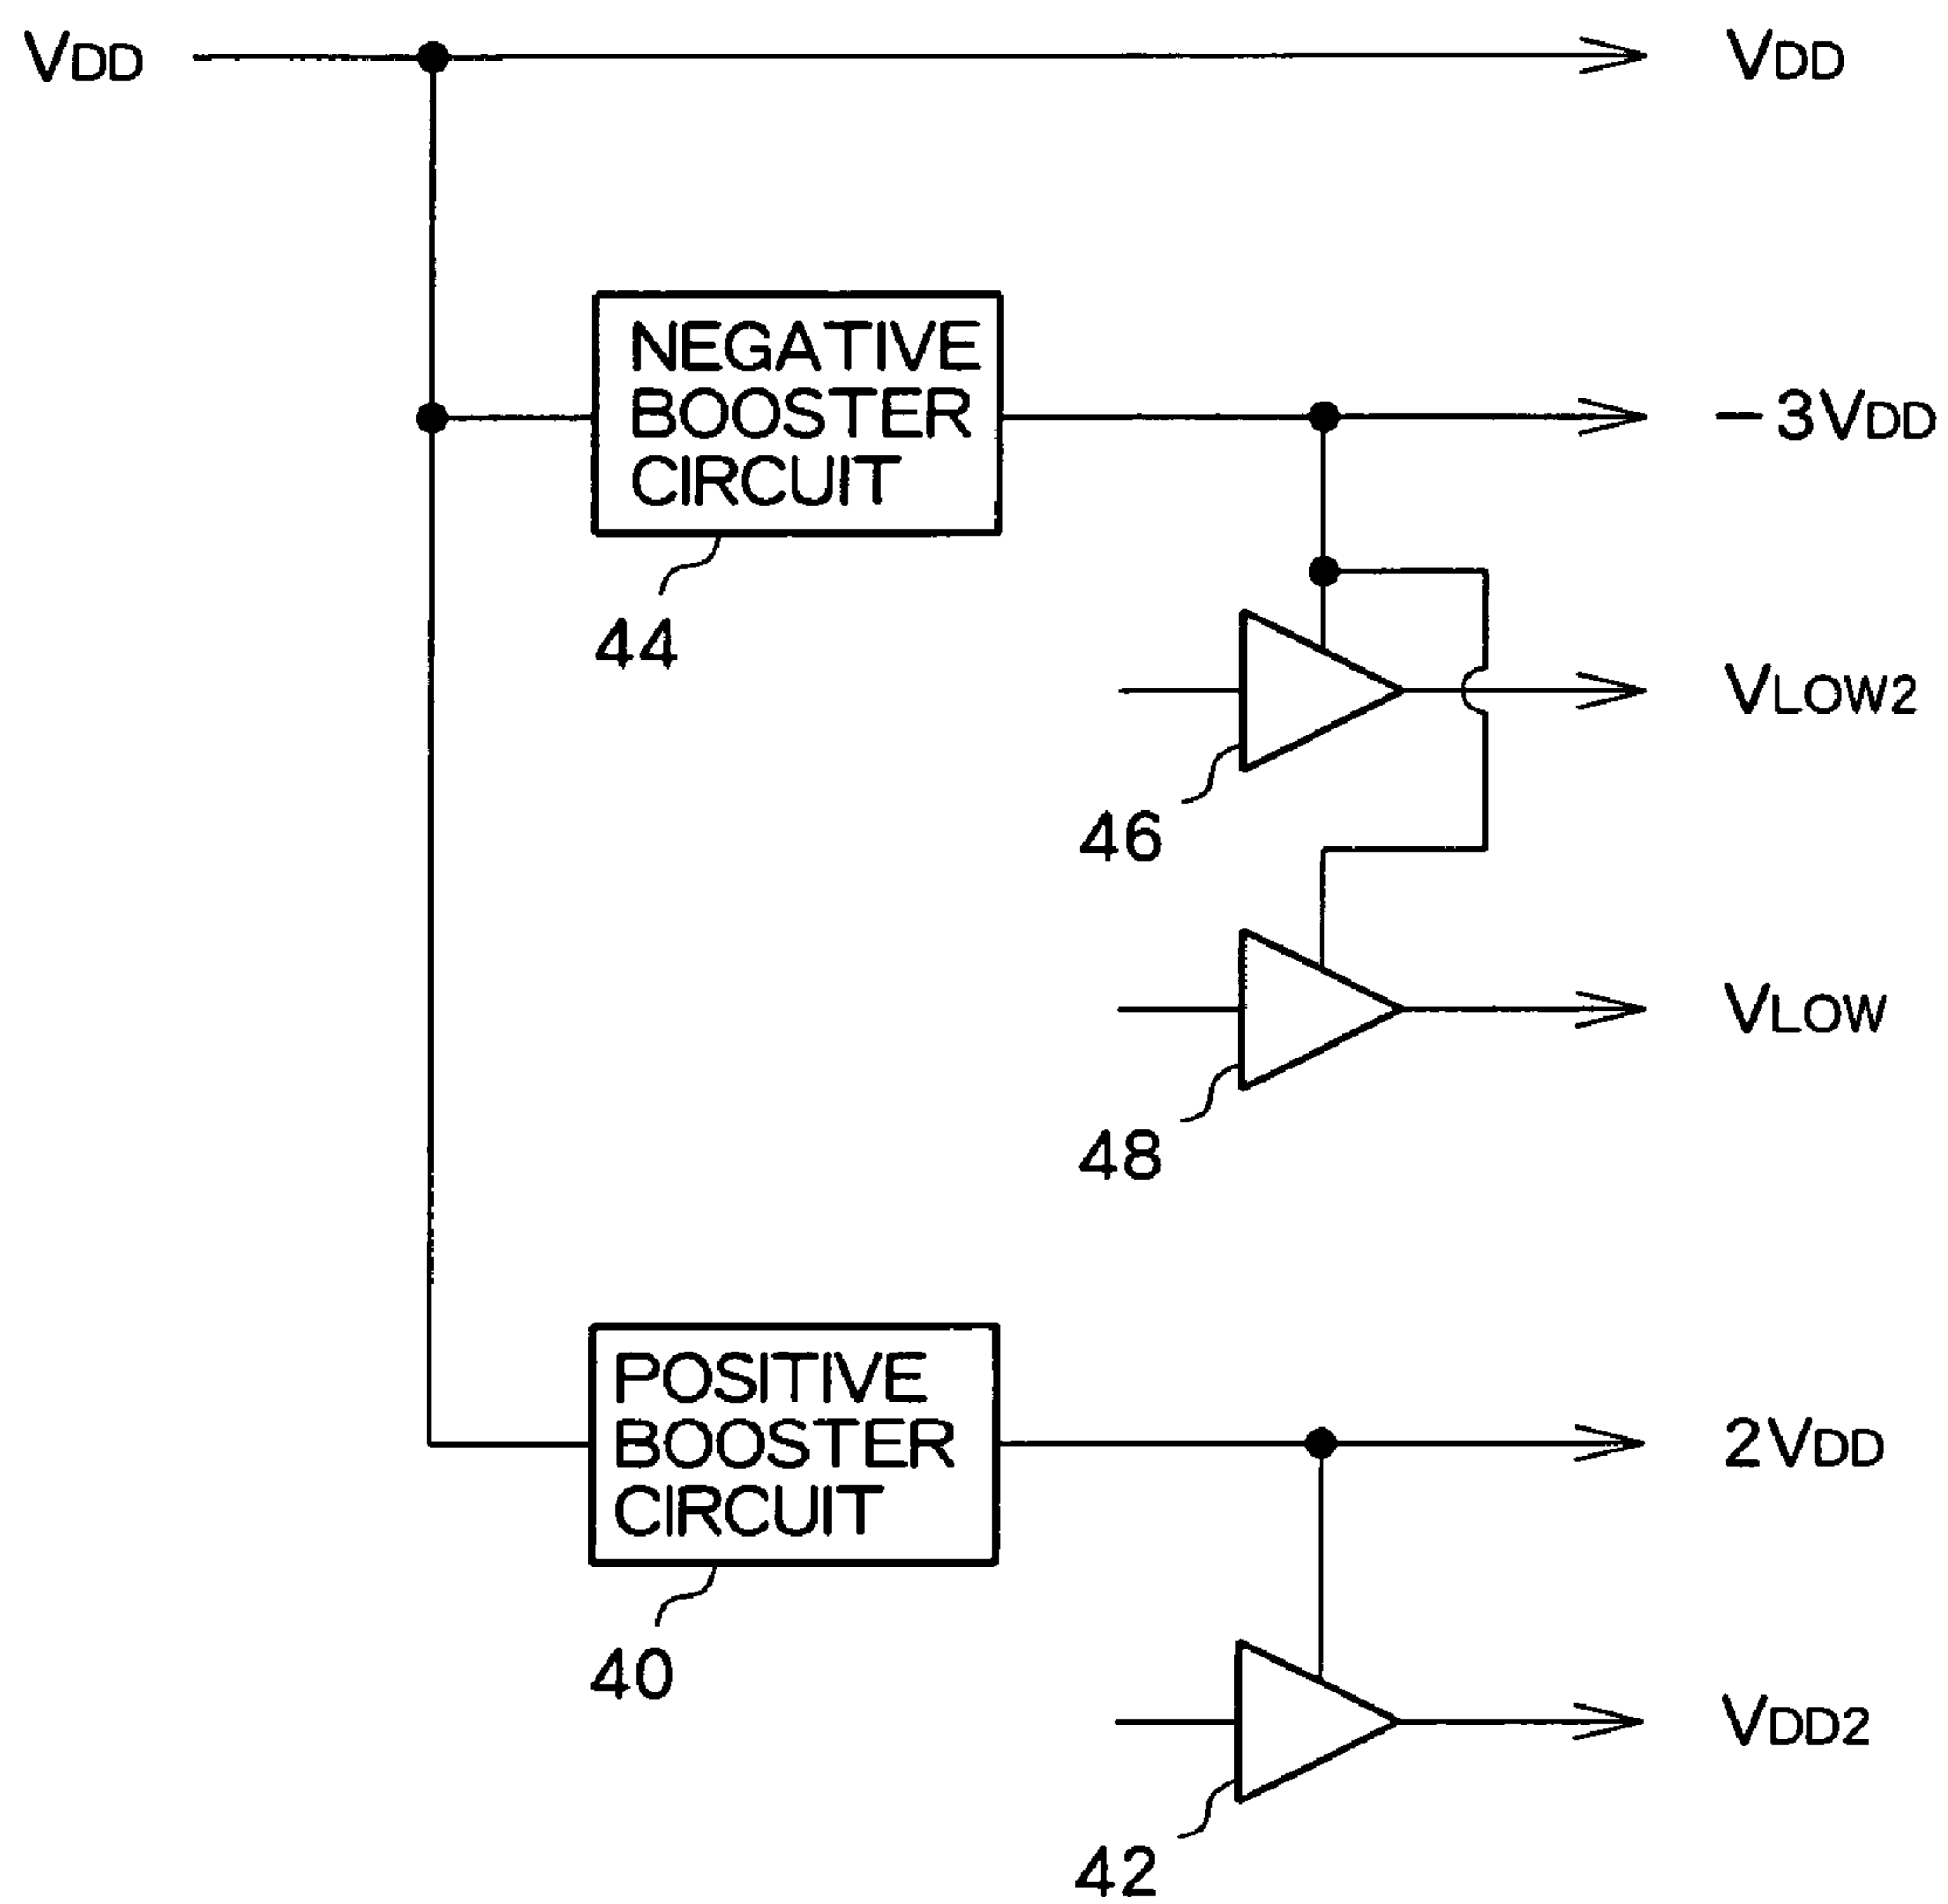 VDD
VDD
NEGATIVE
BOOSTER
CIRCUIT
-3VDD
44
VLOW2
46
VLOW
48
POSITIVE
BOOSTER
CIRCUIT
2VDD
40
VDD2
42